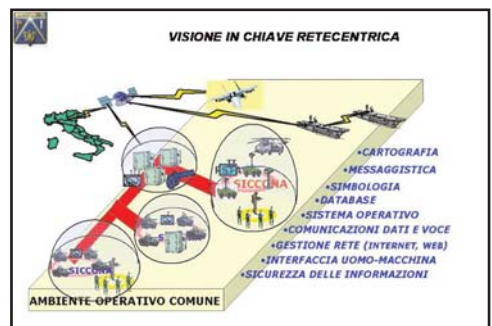 VISIONE IN CHIAVE RETECENTRICA
SICCONA
•CARTOGRAFIA
•MESSAGGISTICA
•SIMBOLOGIA
•DATABASE
•SISTEMA OPERATIVO
•COMUNICAZIONI DATI E VOCE
•GESTIONE RETE (INTERNET, WEB)
•INTERFACCIA UOMO-MACCHINA
•SICUREZZA DELLE INFORMAZIONI
SICCONA
AMBIENTE OPERATIVO COMUNE